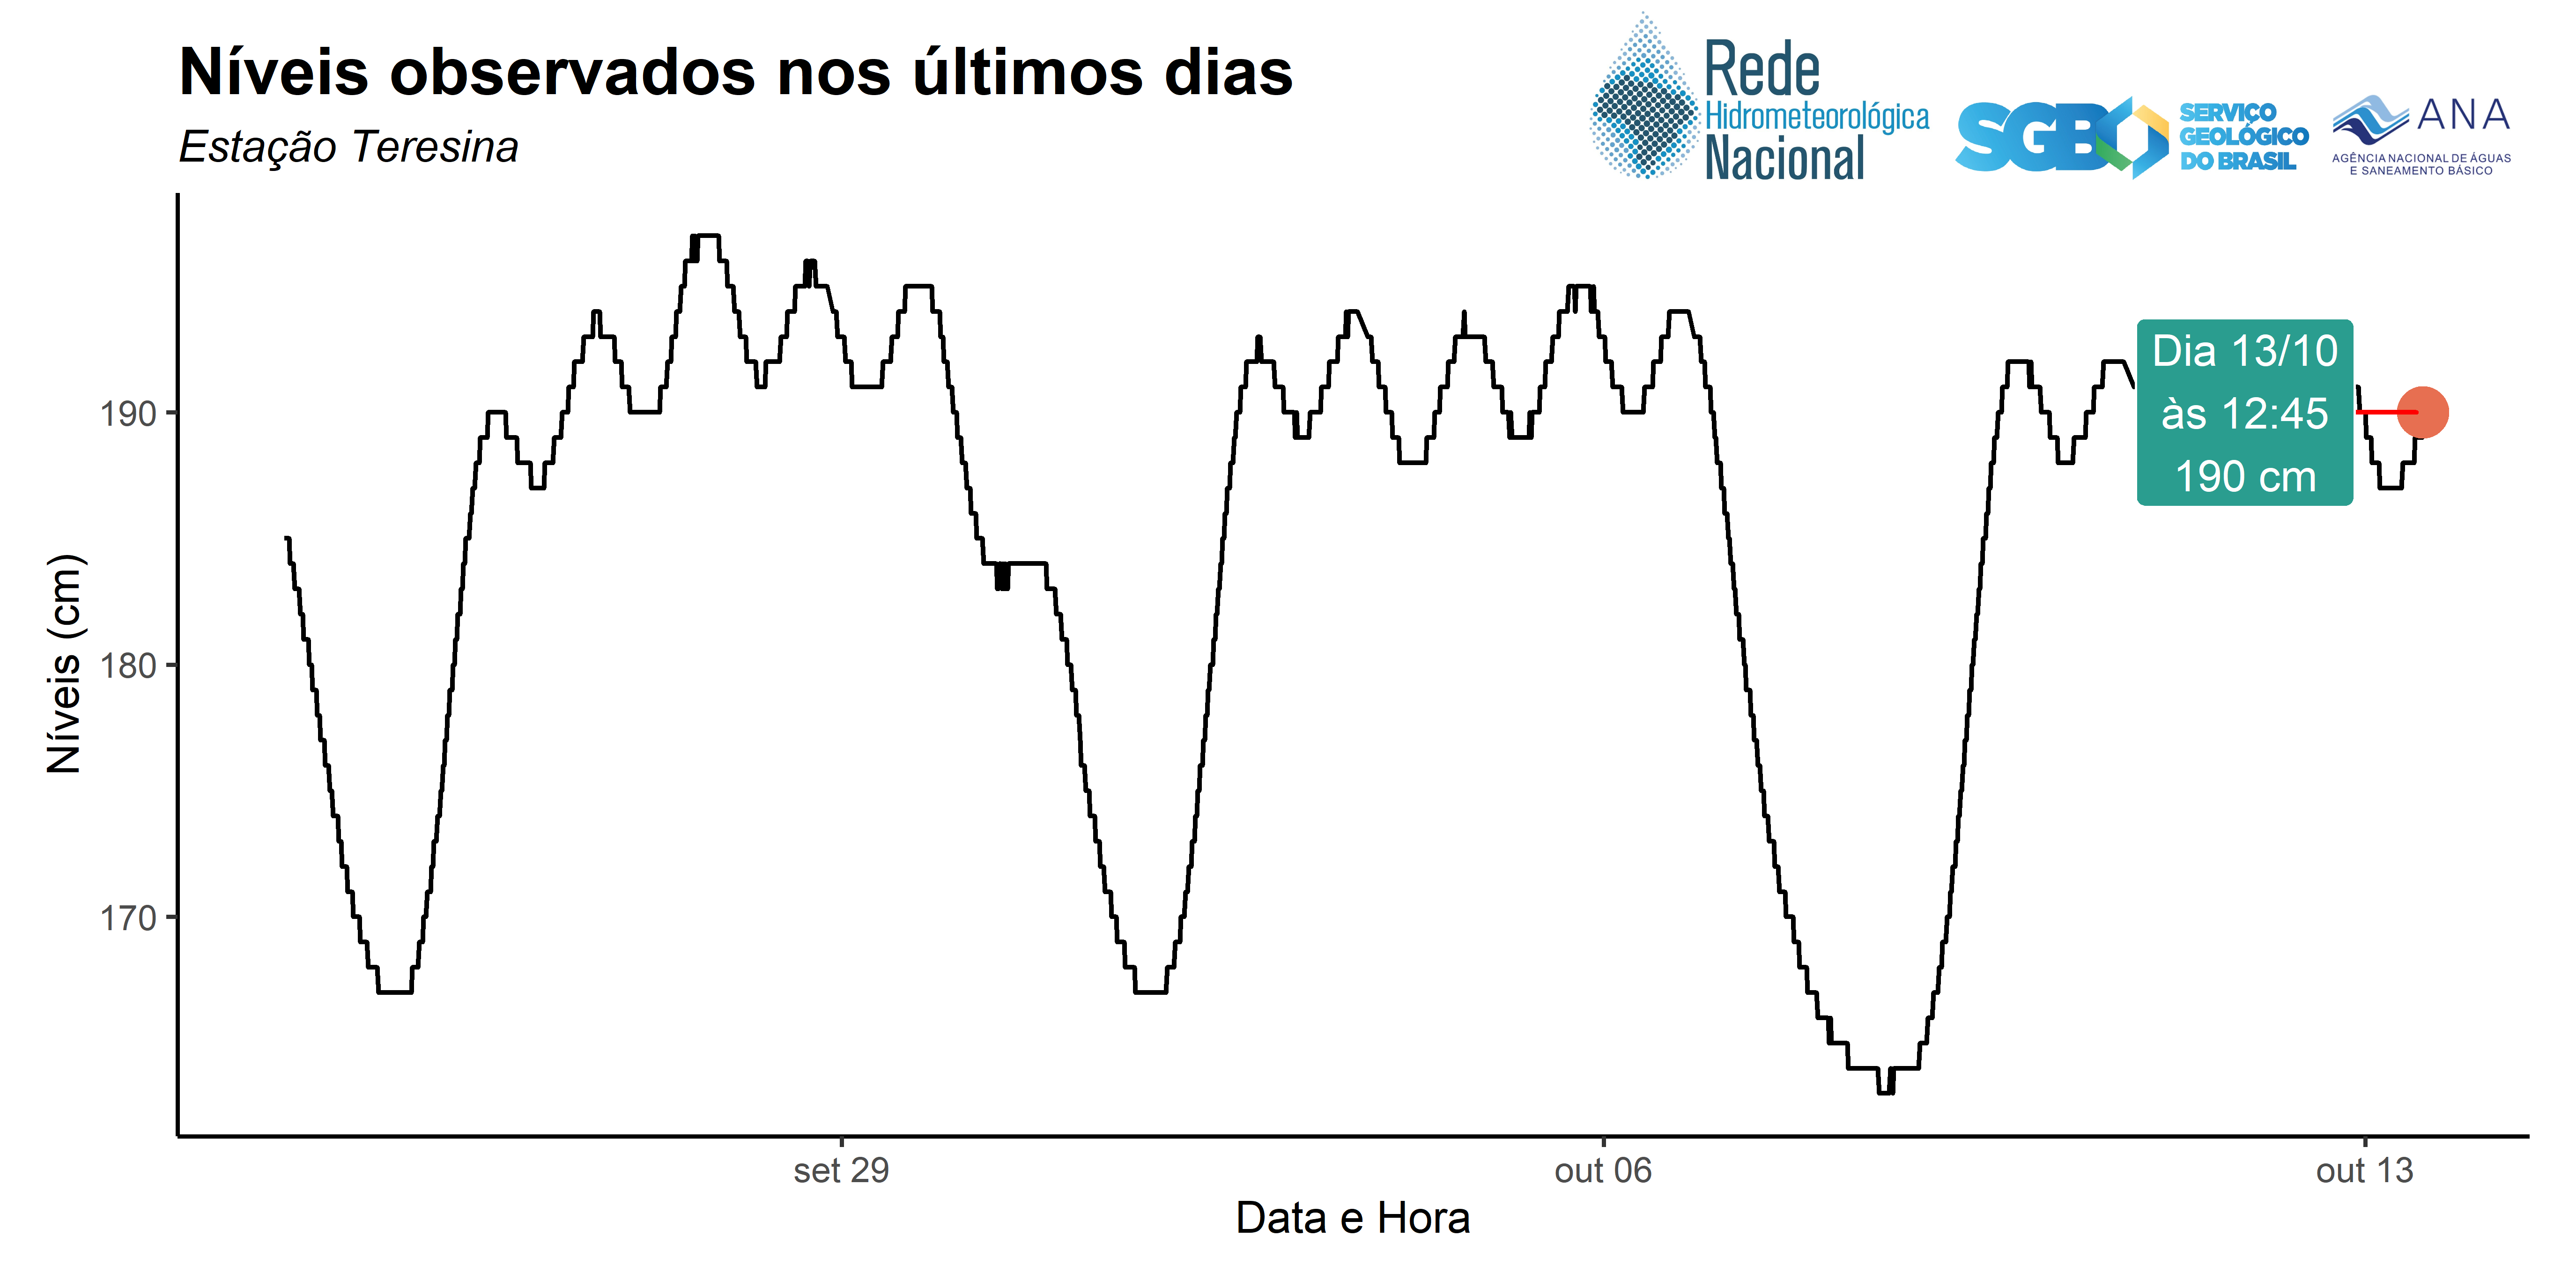 Níveis observados nos últimos dias
Estação Teresina
Rede
Hidrometeorológica
Nacional
SGB
SERVIÇO
GEOLÓGICO
DO BRASIL
ANA
AGÊNCIA NACIONAL DE ÁGUAS
E SANEAMENTO BÁSICO
Níveis (cm)
190
180
170
Dia 13/10
às 12:45
190 cm
set 29
out 06
out 13
Data e Hora